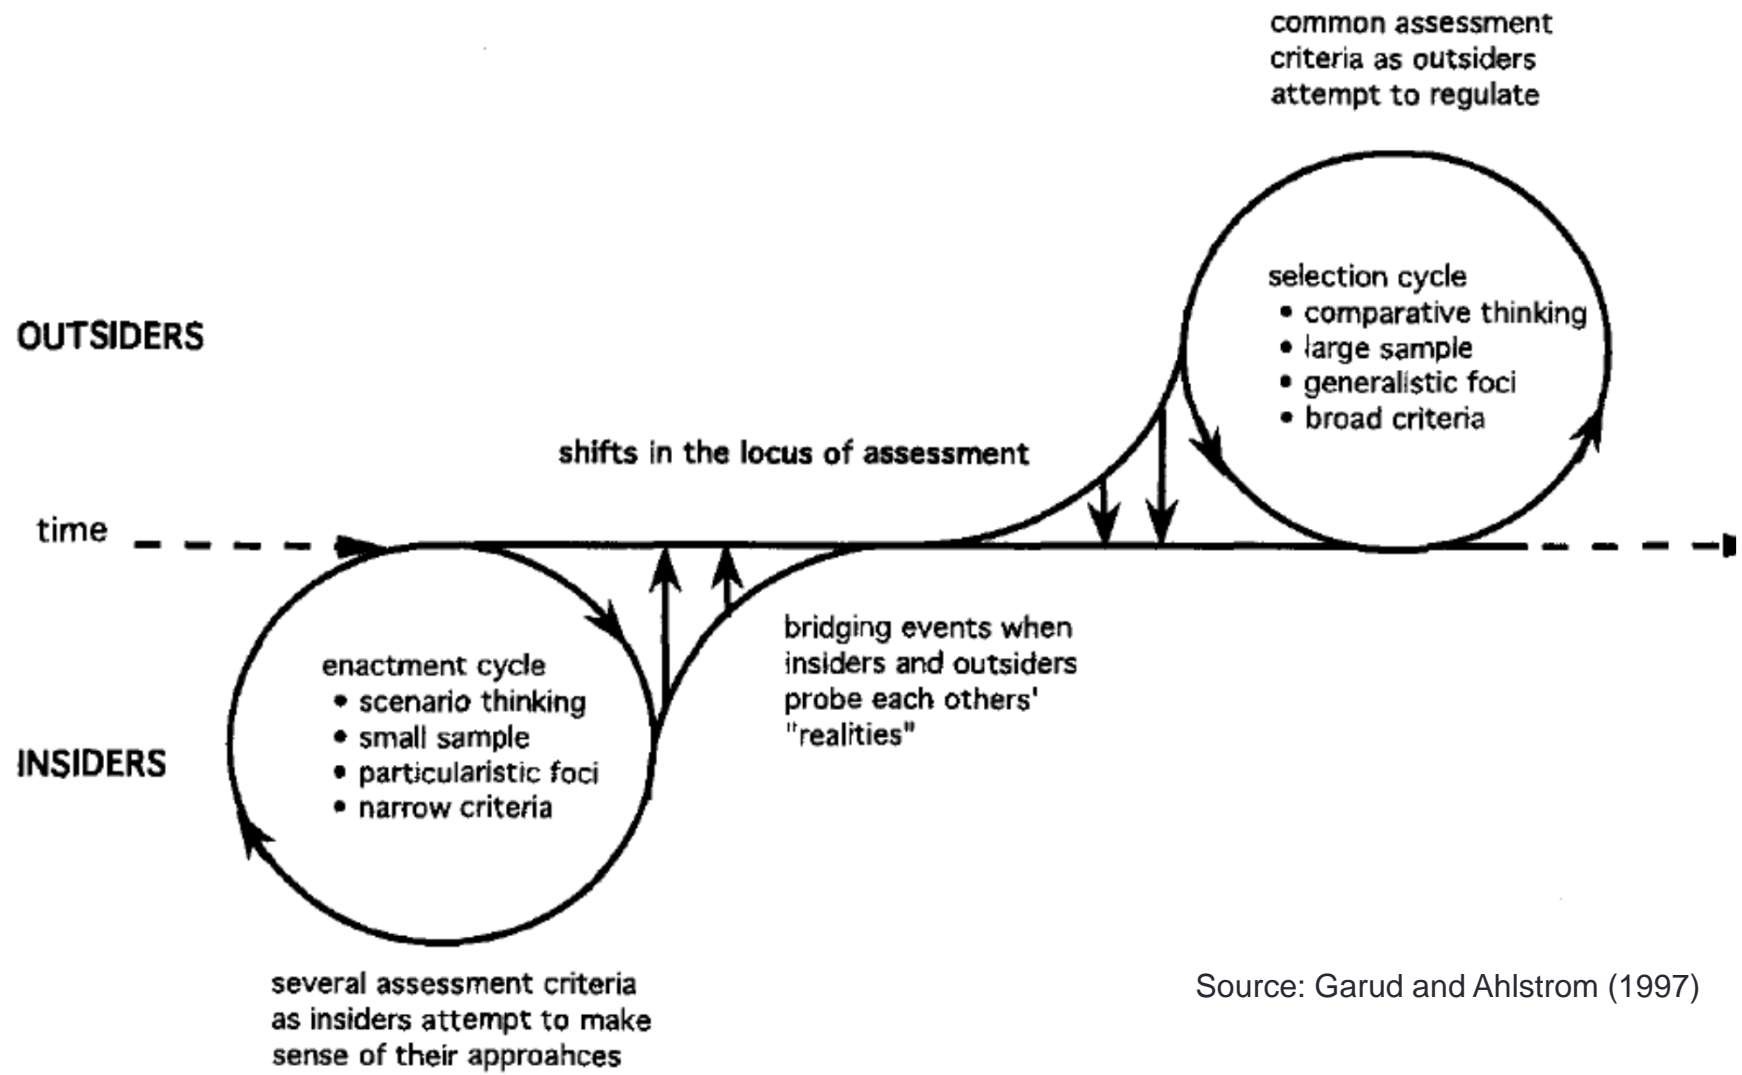 common assessment
criteria as outsiders
attempt to regulate
selection cycle
• comparative thinking
• large sample
• generalistic foci
• broad criteria
OUTSIDERS
shifts in the locus of assessment
time
bridging events when
insiders and outsiders
probe each others'
"realities"
enactment cycle
• scenario thinking
• small sample
• particularistic foci
• narrow criteria
INSIDERS
several assessment criteria
as insiders attempt to make
sense of their approahces
Source: Garud and Ahlstrom (1997)